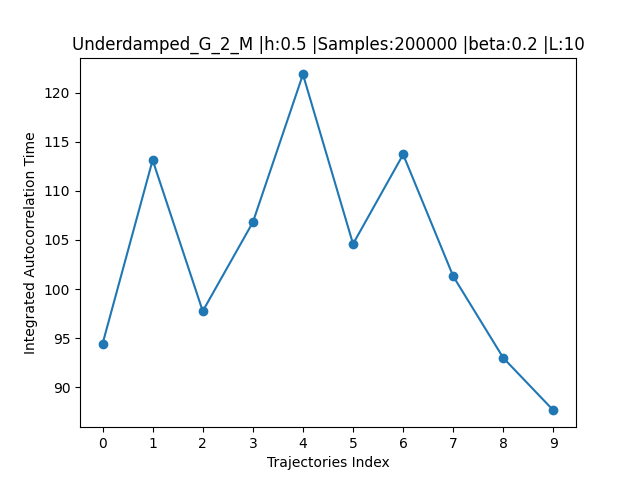 Underdamped_G_2_M |h:0.5 |Samples:200000 |beta:0.2 |L:10
Integrated Autocorrelation Time
120
115
110
105
100
95
90
0 1 2 3 4 5 6 7 8 9
Trajectories Index